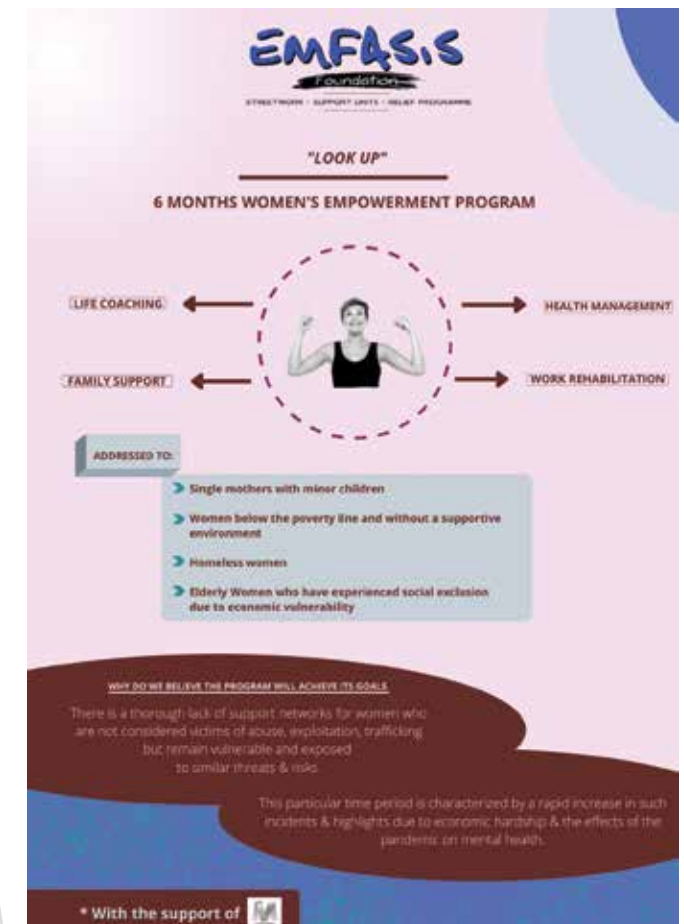 EMFASIS
Foundation
STREETWORK - SUPPORT UNITS - RELIEF PROGRAMME
"LOOK UP"
6 MONTHS WOMEN'S EMPOWERMENT PROGRAM
LIFE COACHING
HEALTH MANAGEMENT
FAMILY SUPPORT
WORK REHABILITATION
ADDRESSED TO:
Single mothers with minor children
Women below the poverty line and without a supportive
environment
Homeless women
Elderly Women who have experienced social exclusion
due to economic vulnerability
WHY DO WE BELIEVE THE PROGRAM WILL ACHIEVE ITS GOALS
There is a thorough lack of support networks for women who
are not considered victims of abuse, exploitation, trafficking
but remain vulnerable and exposed
to similar threats & risks
This particular time period is characterized by a rapid increase in such
incidents & highlights due to economic hardship & the effects of the
pandemic on mental health.
* With the support of